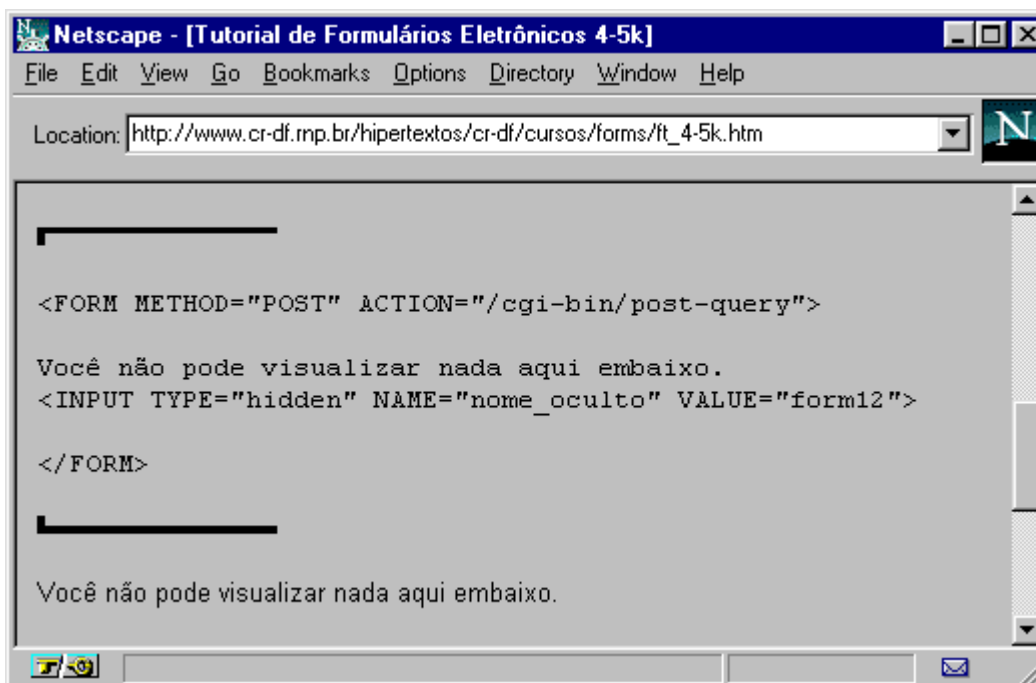 Netscape - [Tutorial de Formulários Eletrônicos 4-5k]
File Edit View Go Bookmarks Options Directory Window Help
Location: http://www.cr-df.rnp.br/hipertextos/cr-df/cursos/forms/ft_4-5k.htm
N
<FORM METHOD="POST" ACTION="/cgi-bin/post-query">
Você não pode visualizar nada aqui embaixo.
<INPUT TYPE="hidden" NAME="nome_oculto" VALUE="form12">
</FORM>
Você não pode visualizar nada aqui embaixo.